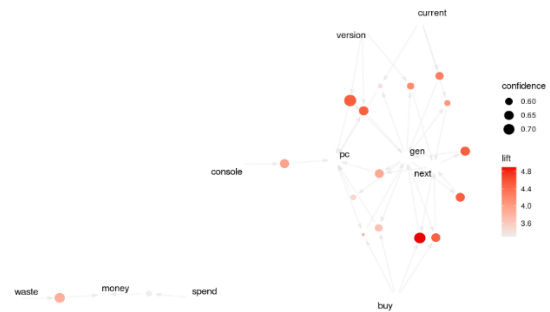 current
version
confidence
0.60
0.65
0.70
lift
4.8
4.4
4.0
3.6
pc
gen
next
console
waste
money
spend
buy